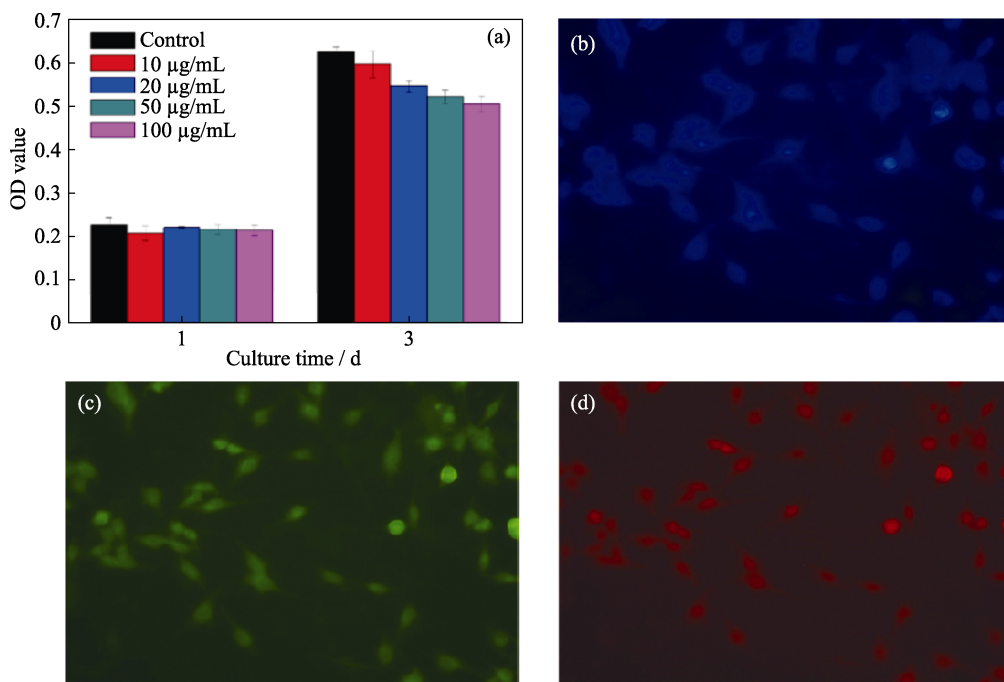 (a)
0.7
0.6
0.5
0.4
0.3
0.2
0.1
0
OD value
Control
10 μg/mL
20 μg/mL
50 μg/mL
100 μg/mL
1
3
Culture time / d
(b)
(c)
(d)